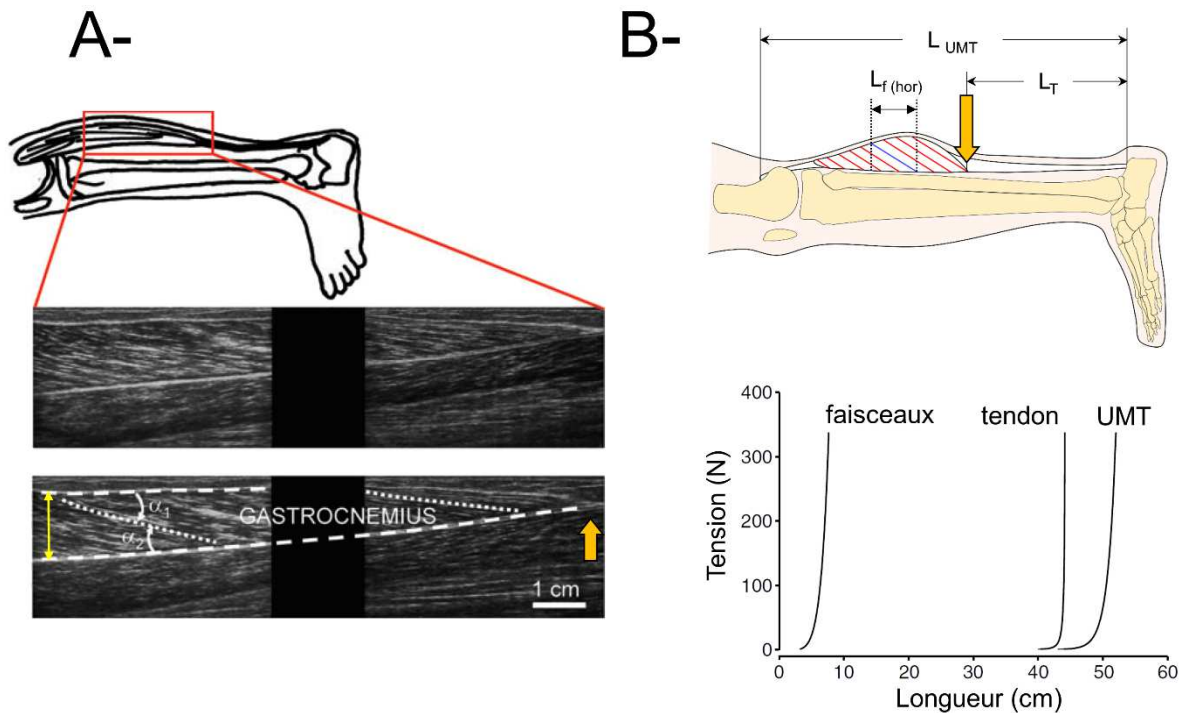 A-
B-
L UMT
L f (hor)
L T
α1
α2
GASTROCNEMIUS
1 cm
400
300
200
100
0
Tension (N)
faisceaux
tendon
UMT
0
10
20
30
40
50
60
Longueur (cm)